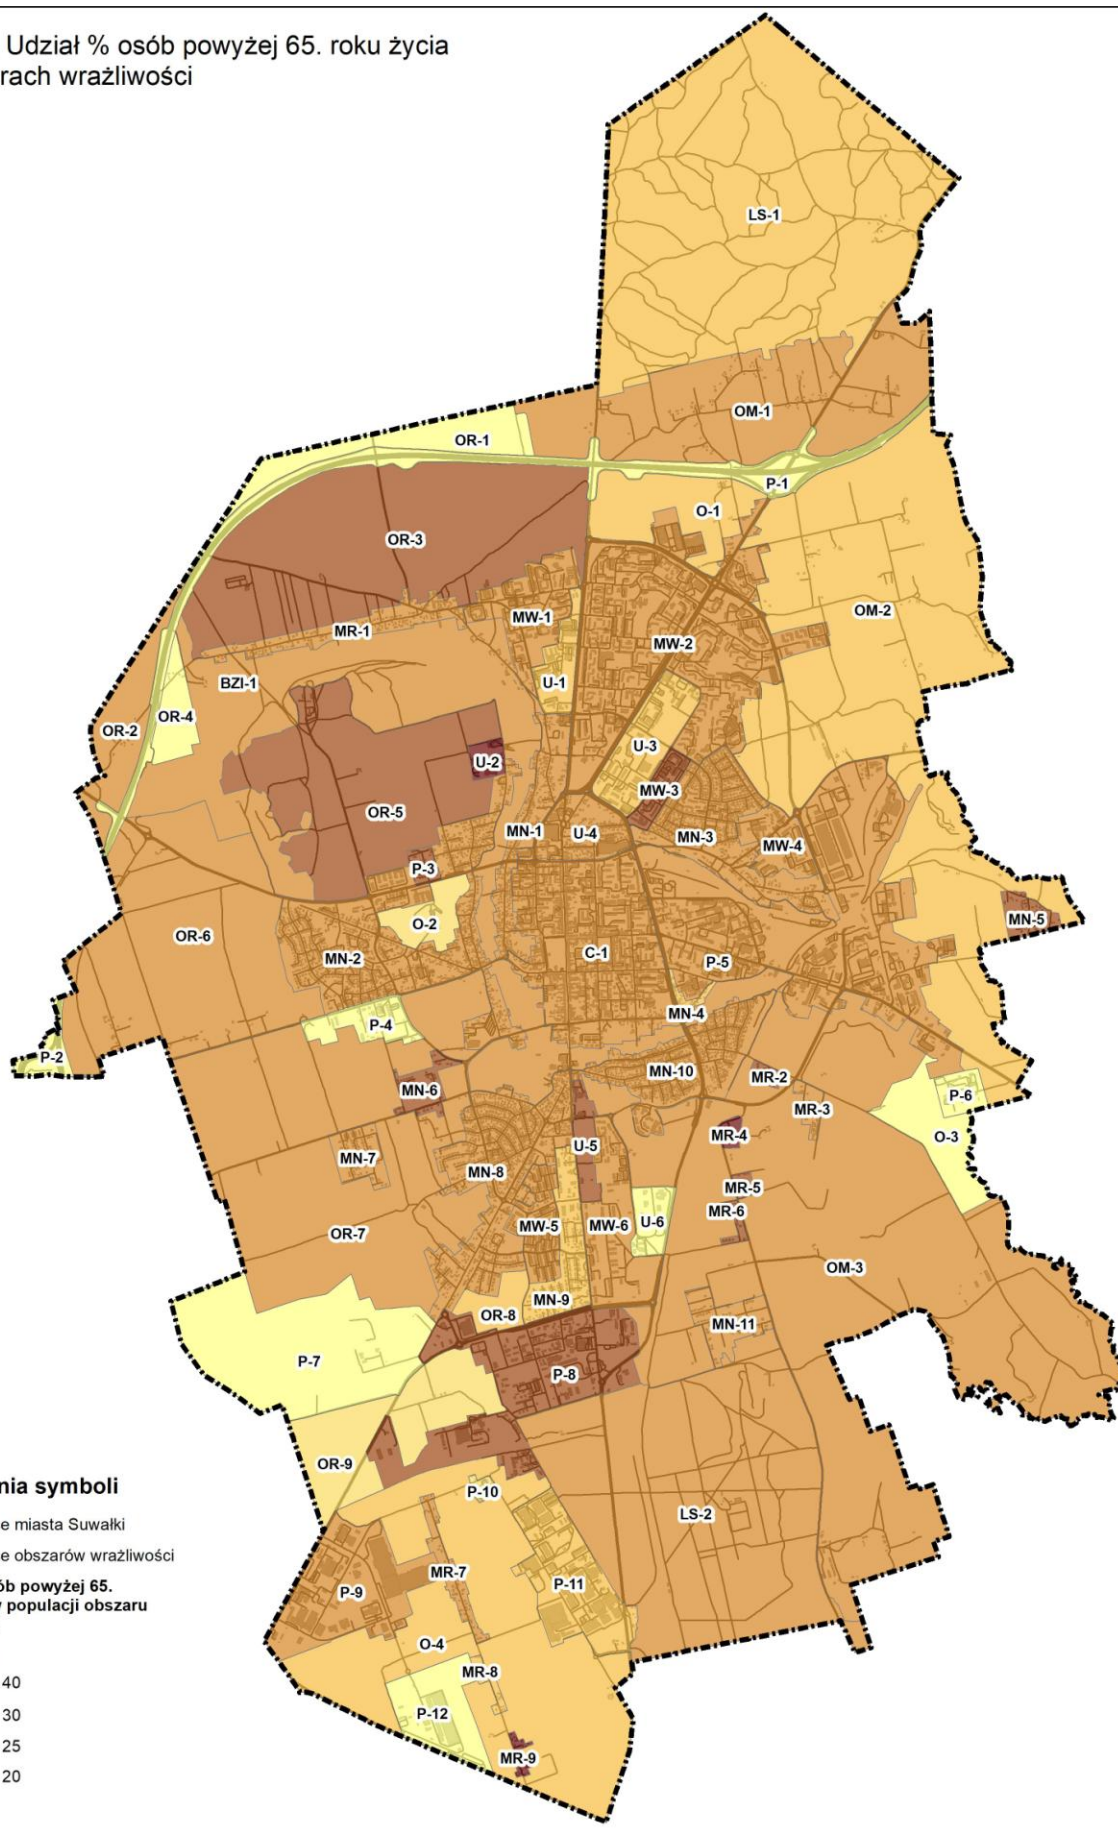 Udział % osób powyżej 65. roku życia
rach wrażliwości
LS-1
OM-1
OR-1
P-1
O-1
OR-3
OM-2
MW-1
MR-1
MW-2
BZI-1
U-1
OR-4
OR-2
U-3
U-2
MW-3
OR-5
MN-1
U-4
MN-3
MW-4
P-3
MN-5
O-2
OR-6
C-1
MN-2
P-5
MN-4
P-4
P-2
MN-10
MR-2
MN-6
P-6
MR-3
MR-4
O-3
U-5
MN-7
MN-8
MR-5
MR-6
MW-5
MW-6
U-6
OR-7
OM-3
MN-9
OR-8
MN-11
P-7
P-8
OR-9
nia symboli
P-10
LS-2
e miasta Suwałki
e obszarów wrażliwości
MR-7
P-11
ób powyżej 65.
P-9
populacji obszaru
O-4
MR-8
40
P-12
30
25
MR-9
20